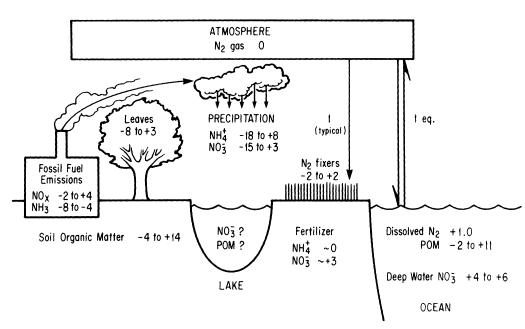 ATMOSPHERE
N₂ gas 0
Leaves
-8 to +3
PRECIPITATION
NH₄⁺ -18 to +8
NO₃⁻ -15 to +3
1
(typical)
1 eq.
N₂ fixers
-2 to +2
Fossil Fuel
Emissions
NOₓ -2 to +4
NH₃ -8 to -4
Soil Organic Matter -4 to +14
NO₃⁻ ?
POM ?
LAKE
Fertilizer
NH₄⁺ ~0
NO₃⁻ ~+3
Dissolved N₂ +1.0
POM -2 to +11
Deep Water NO₃⁻ +4 to +6
OCEAN